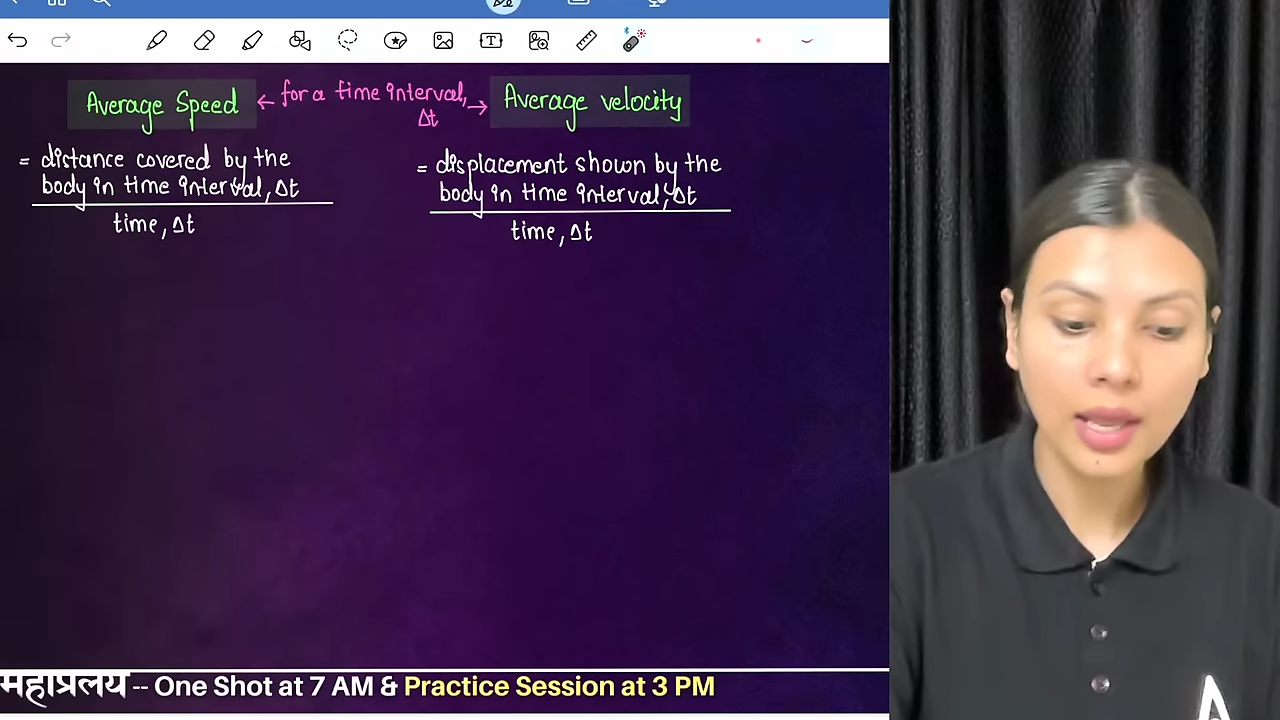 Average Speed ← for a time interval, → Average velocity
Δt
= distance covered by the
body in time interval, Δt
time, Δt
= displacement shown by the
body in time interval, Δt
time, Δt
महाप्रलय -- One Shot at 7 AM & Practice Session at 3 PM